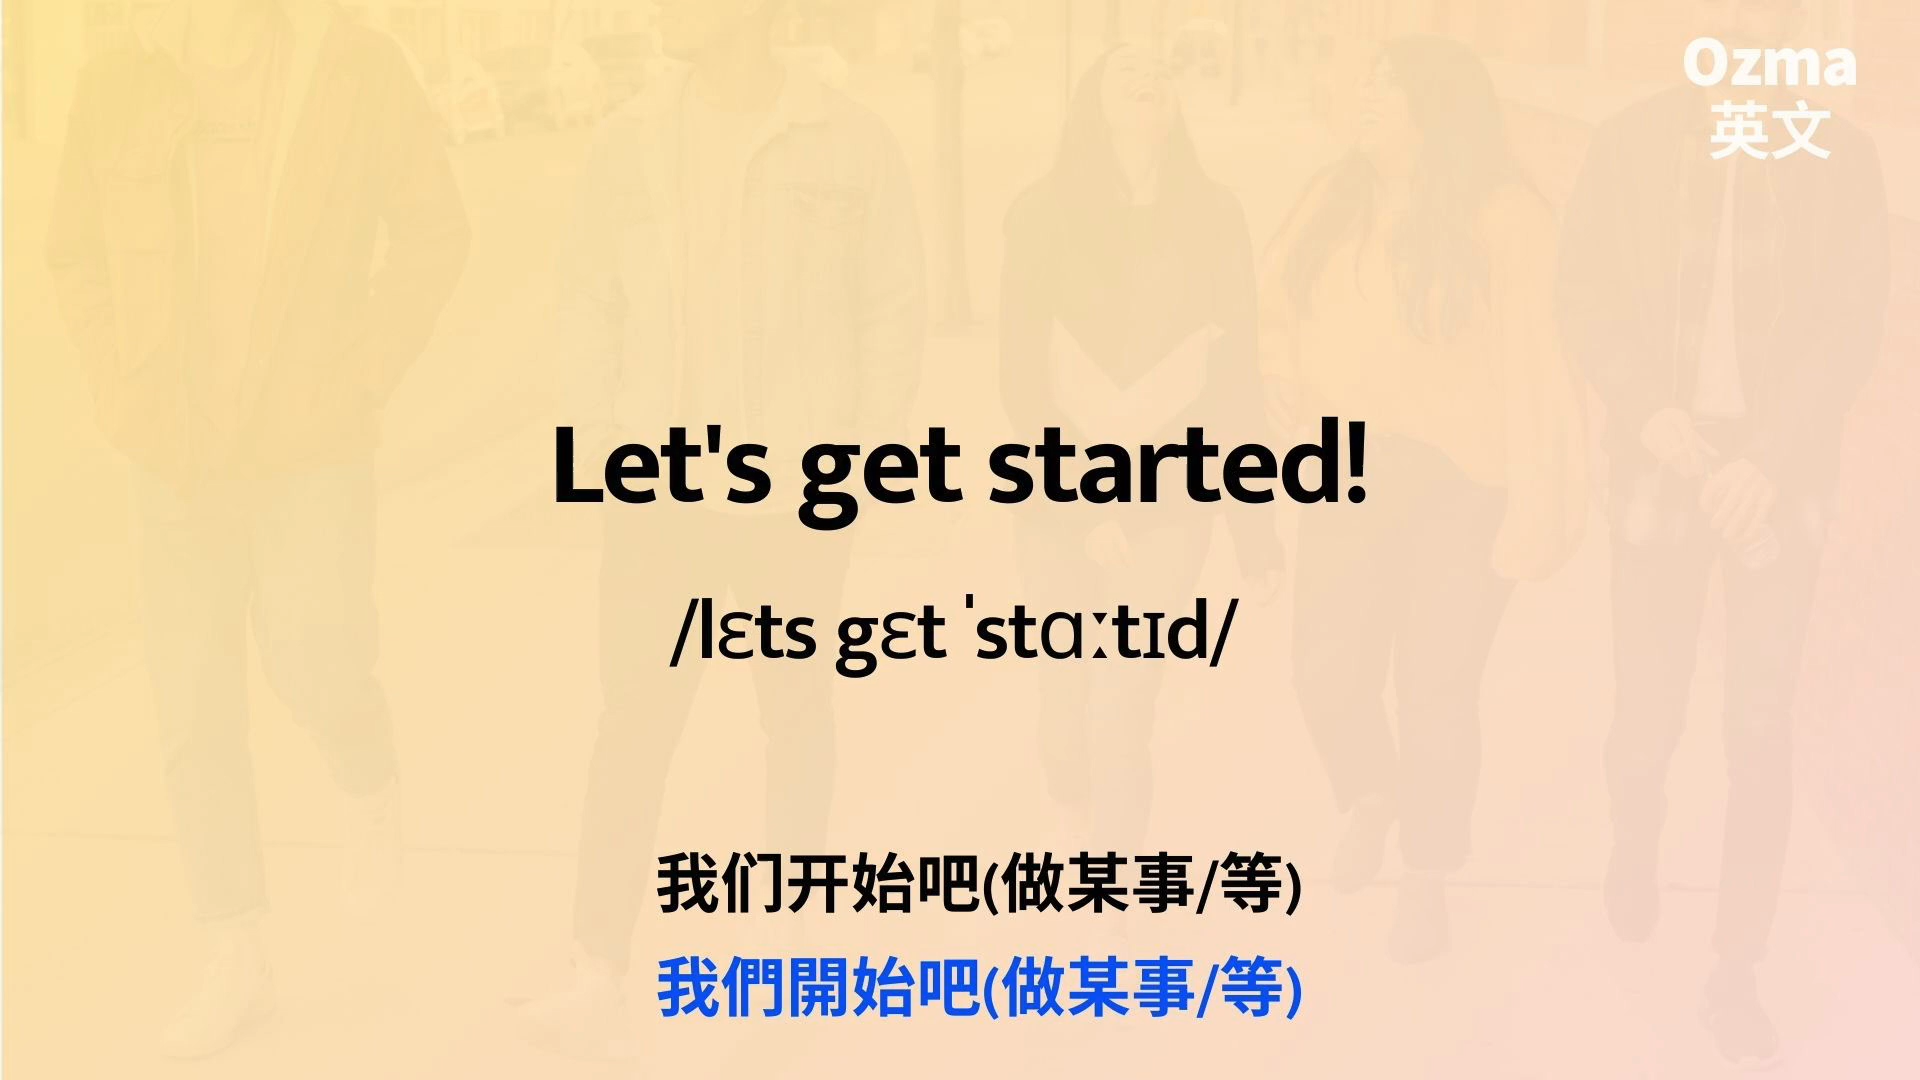 Ozma
英文
Let's get started!
/lɛts gɛt ˈstɑːtɪd/
我们开始吧(做某事/等)
我們開始吧(做某事/等)